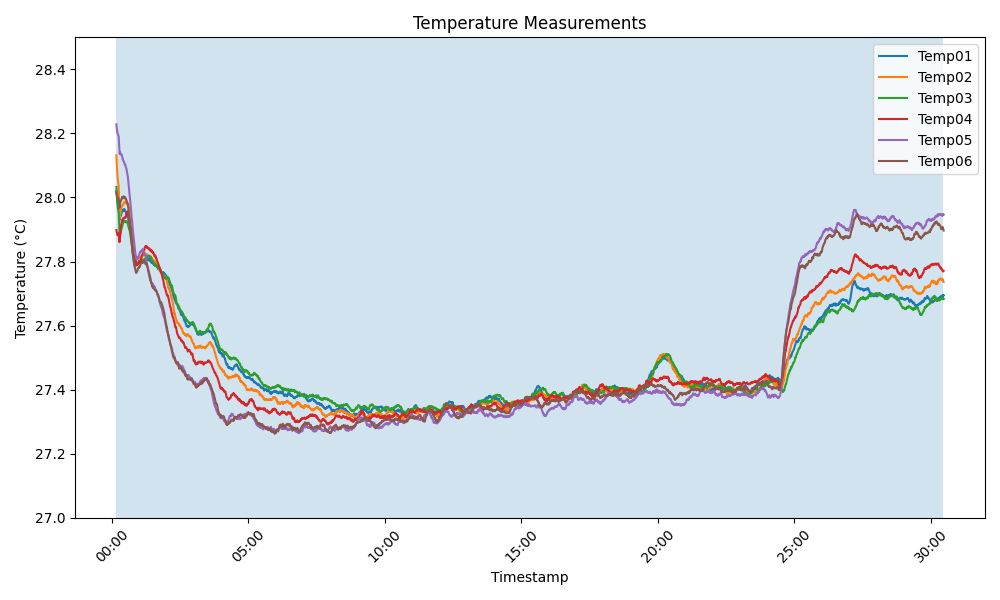 Temperature Measurements
Temp01
Temp02
Temp03
Temp04
Temp05
Temp06
Temperature (°C)
28.4
28.2
28.0
27.8
27.6
27.4
27.2
27.0
00:00
05:00
10:00
15:00
20:00
25:00
30:00
Timestamp